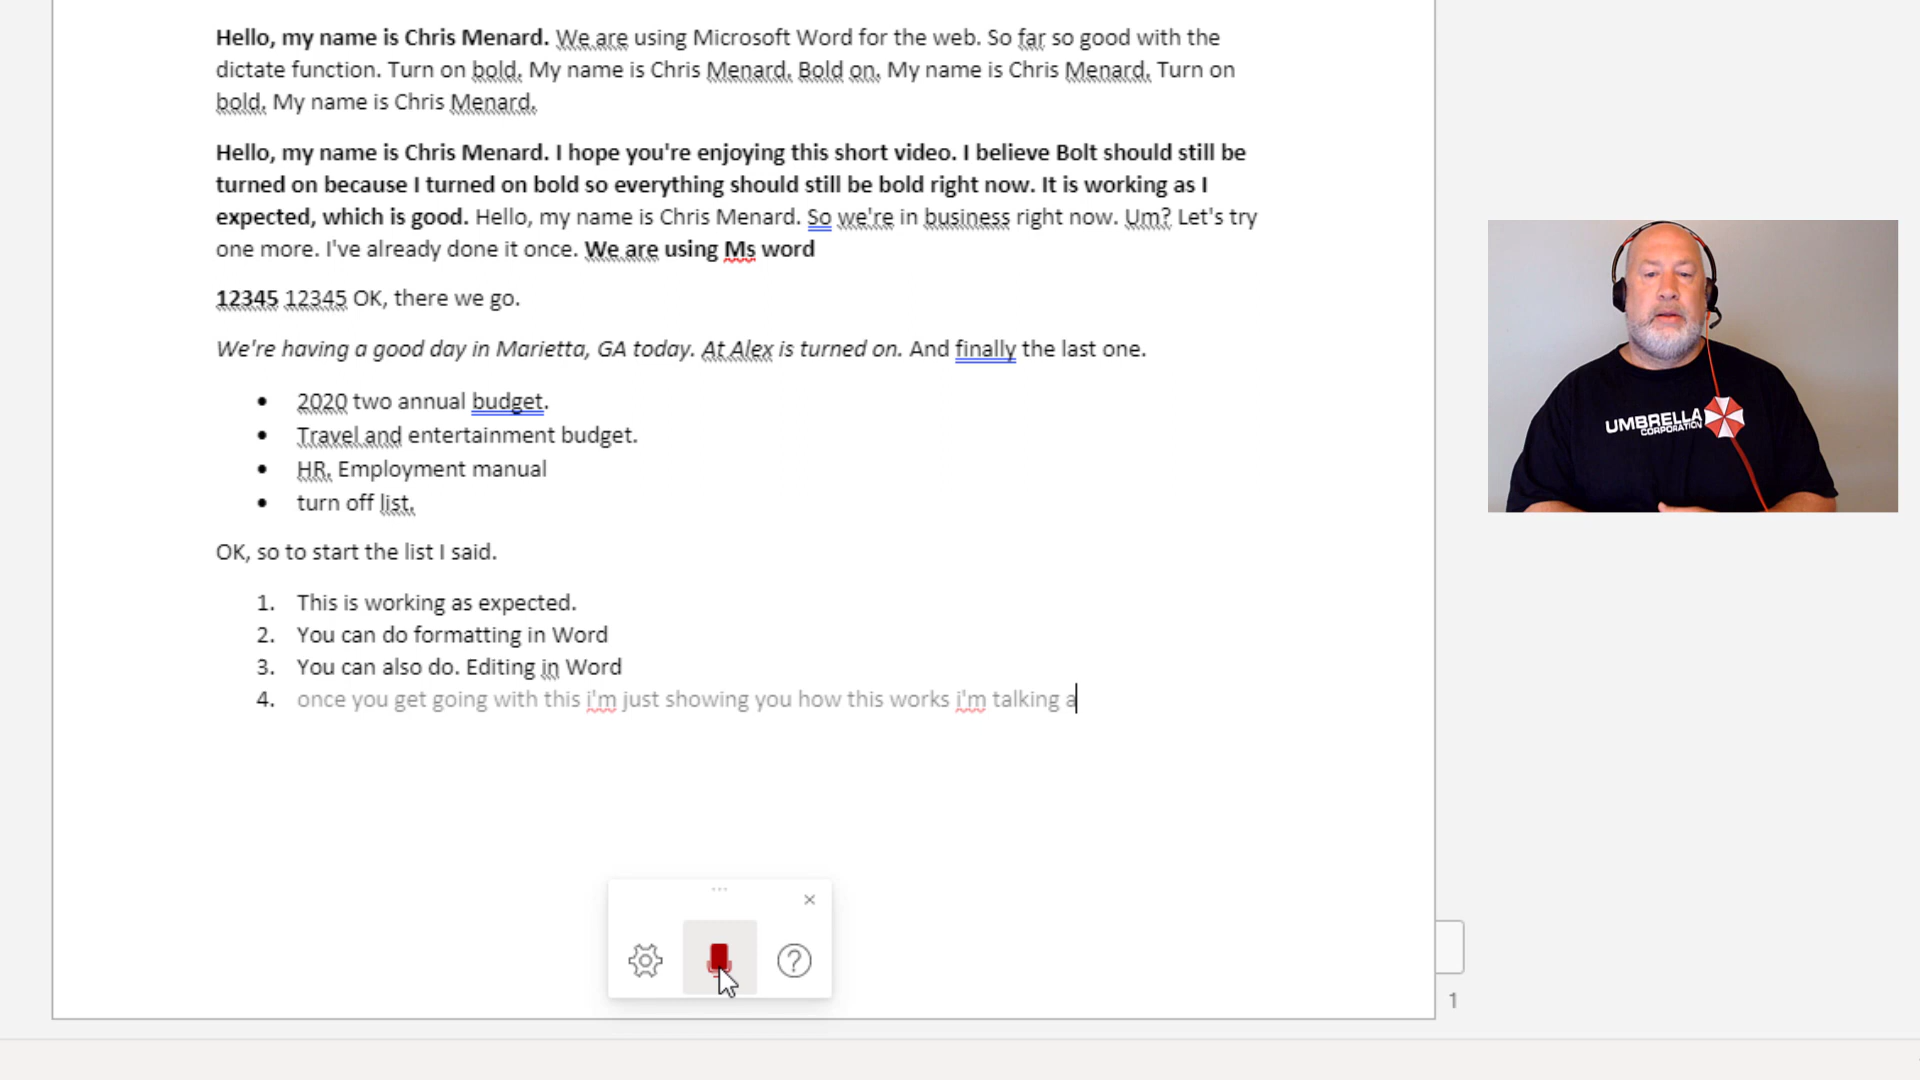 Hello, my name is Chris Menard. We are using Microsoft Word for the web. So far so good with the
dictate function. Turn on bold. My name is Chris Menard. Bold on. My name is Chris Menard. Turn on
bold. My name is Chris Menard.
Hello, my name is Chris Menard. I hope you're enjoying this short video. I believe Bolt should still be
turned on because I turned on bold so everything should still be bold right now. It is working as I
expected, which is good. Hello, my name is Chris Menard. So we're in business right now. Um? Let's try
one more. I've already done it once. We are using Ms word
12345 12345 OK, there we go.
We're having a good day in Marietta, GA today. At Alex is turned on. And finally the last one.
• 2020 two annual budget.
• Travel and entertainment budget.
• HR. Employment manual
• turn off list.
OK, so to start the list I said.
1. This is working as expected.
2. You can do formatting in Word
3. You can also do. Editing in Word
4. once you get going with this i'm just showing you how this works i'm talking a
UMBRELLA
CORPORATION
1